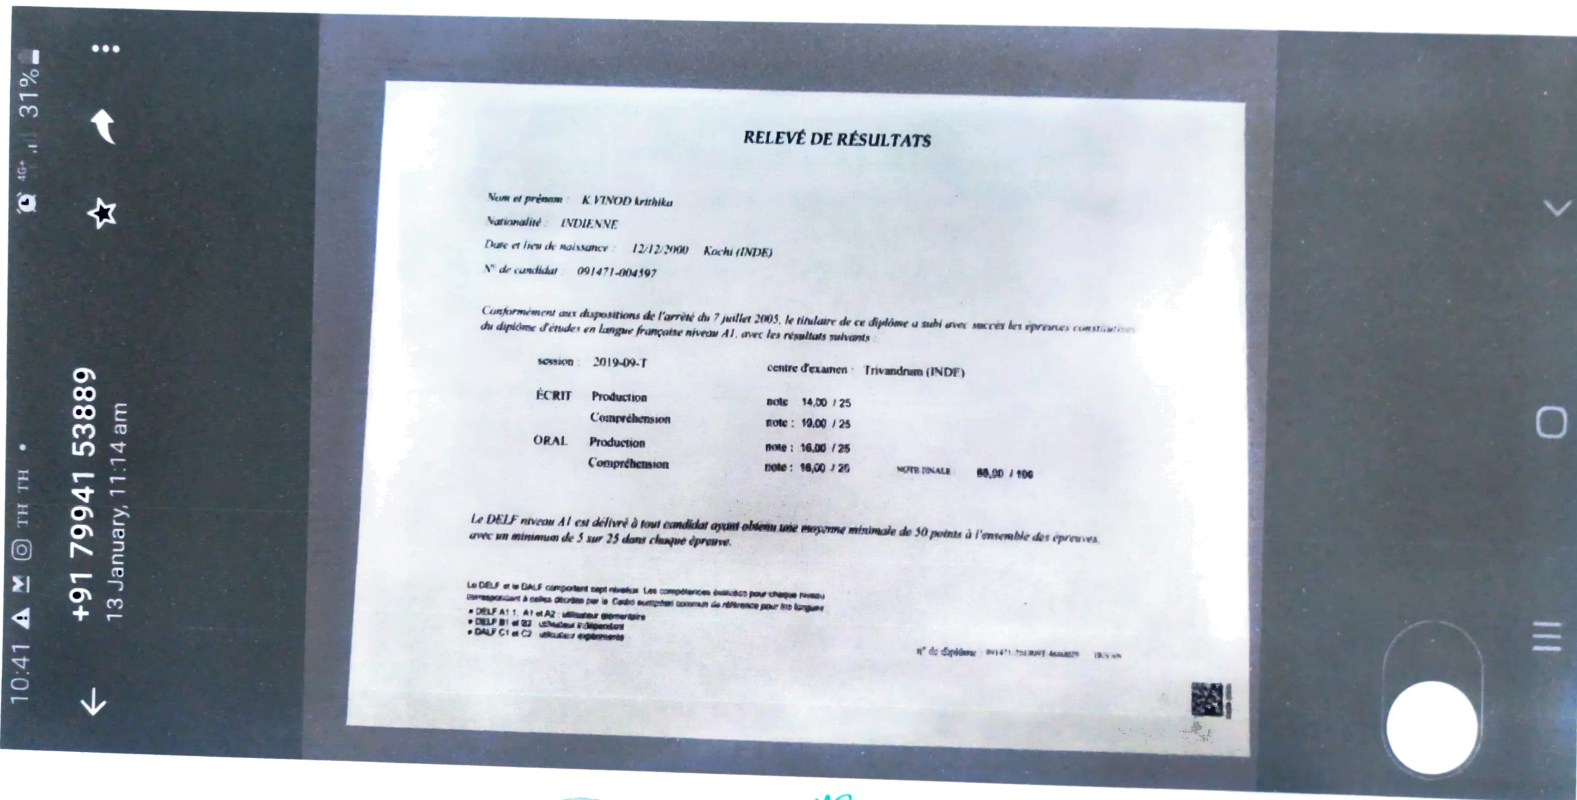 10:41 TH TH 4G+ 31%
+91 79941 53889
13 January, 11:14 am
RELEVÉ DE RÉSULTATS
Nom et prénom : K VINOD krithika
Nationalité : INDIENNE
Date et lieu de naissance : 12/12/2000 Kochi (INDE)
N° de candidat : 091471-004597
Conformément aux dispositions de l'arrêté du 7 juillet 2005, le titulaire de ce diplôme a subi avec succès les épreuves constitutives
du diplôme d'études en langue française niveau A1, avec les résultats suivants :
session : 2019-09-T centre d'examen : Trivandrum (INDE)
ÉCRIT Production note 14,00 / 25
Compréhension note : 19,00 / 25
ORAL Production note : 16,00 / 25
Compréhension note : 16,00 / 25 NOTE FINALE / 100
Le DELF niveau A1 est délivré à tout candidat ayant obtenu une moyenne minimale de 50 points à l'ensemble des épreuves,
avec un minimum de 5 sur 25 dans chaque épreuve.
Le DELF et le DALF comportent sept niveaux. Les compétences évaluées pour chaque niveau
correspondent à celles décrites par le Cadre européen commun de référence pour les langues
• DELF A1.1, A1 et A2 : utilisateur élémentaire
• DELF B1 et B2 : utilisateur indépendant
• DALF C1 et C2 : utilisateur expérimenté
n° de diplôme :